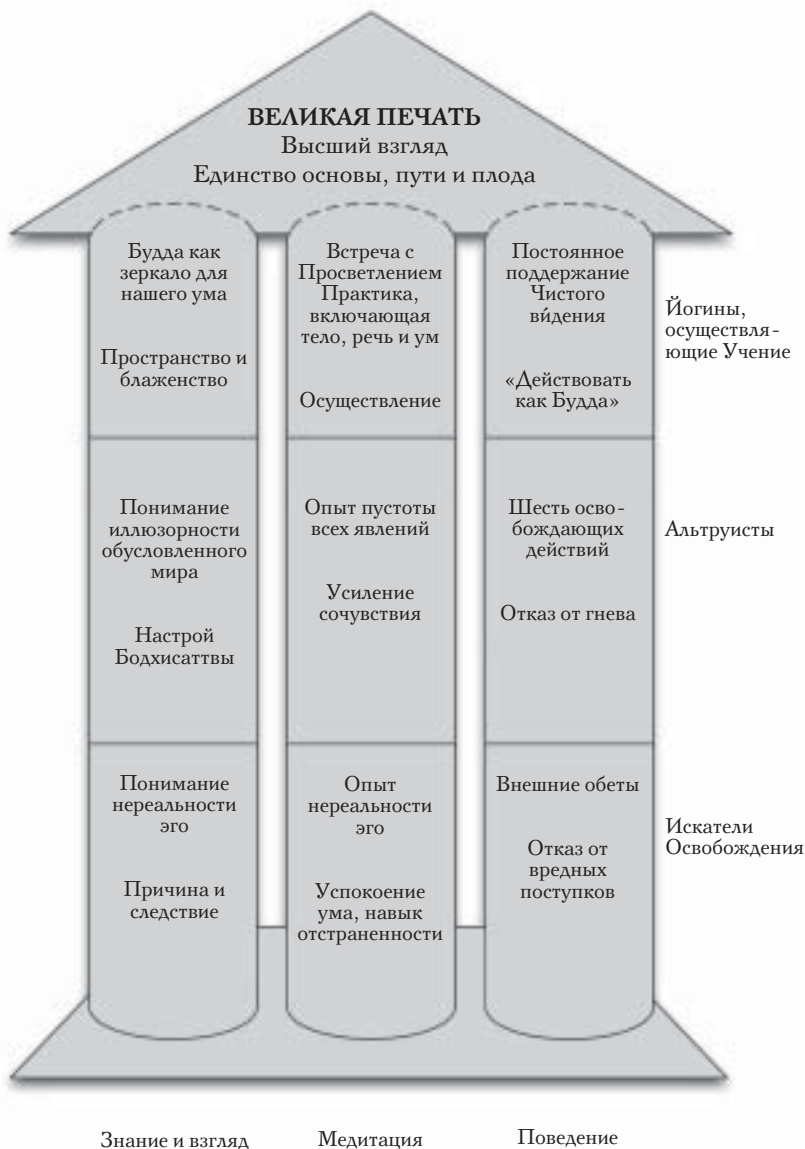 ВЕЛИКАЯ ПЕЧАТЬ
Высший взгляд
Единство основы, пути и плода
Будда как
зеркало для
нашего ума
Пространство и
блаженство
Встреча с
Просветлением
Практика,
включающая
тело, речь и ум
Осуществление
Постоянное
поддержание
Чистого
ви́дения
«Действовать
как Будда»
Йогины,
осуществля-
ющие Учение
Понимание
иллюзорности
обусловленного
мира
Настрой
Бодхисаттвы
Опыт пустоты
всех явлений
Усиление
сочувствия
Шесть осво-
бождающих
действий
Отказ от гнева
Альтруисты
Понимание
нереальности
эго
Причина и
следствие
Опыт
нереальности
эго
Успокоение
ума, навык
отстраненности
Внешние обеты
Отказ от
вредных
поступков
Искатели
Освобождения
Знание и взгляд
Медитация
Поведение